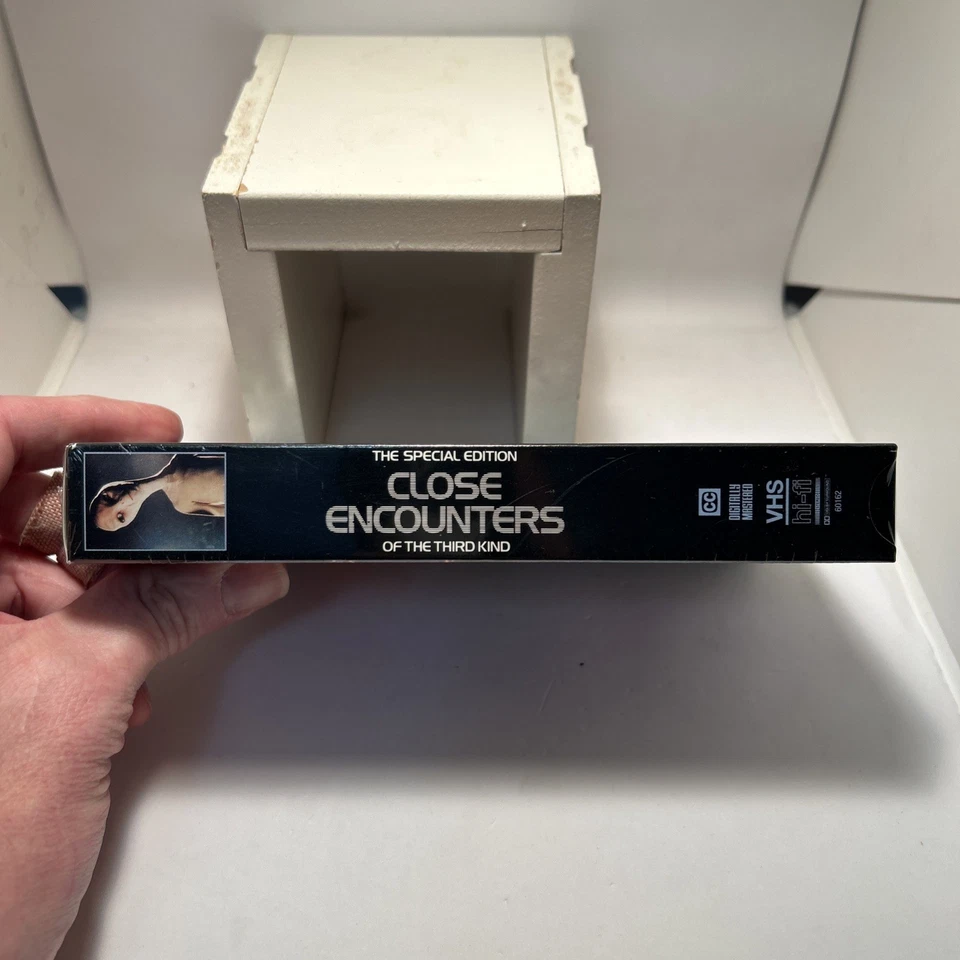 THE SPECIAL EDITION
CLOSE
ENCOUNTERS
OF THE THIRD KIND
CC
DIGITALLY
MASTERED
VHS
hi-fi
60162